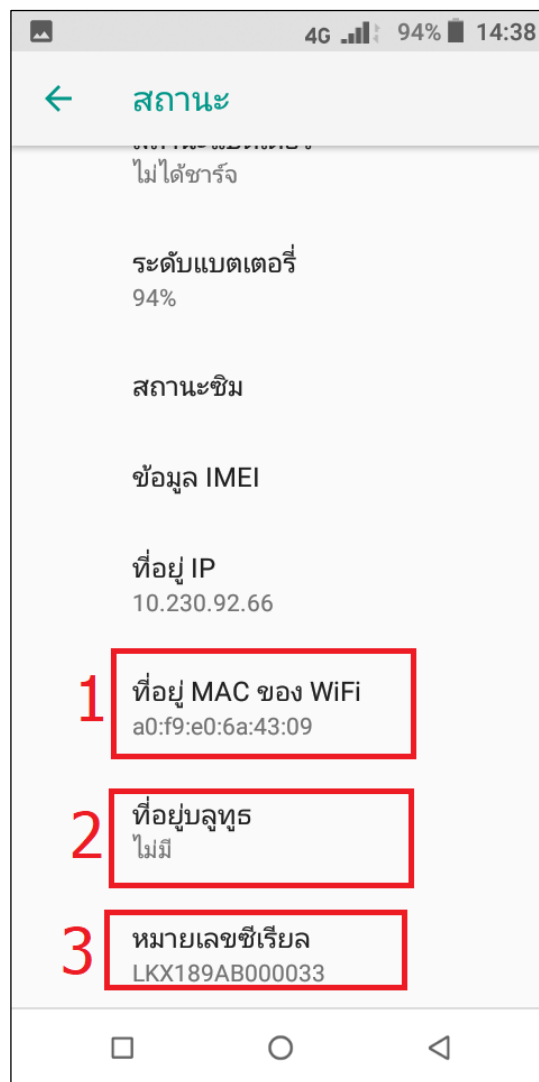 4G 94% 14:38
สถานะ
ไม่ได้ชาร์จ
ระดับแบตเตอรี่
94%
สถานะซิม
ข้อมูล IMEI
ที่อยู่ IP
10.230.92.66
1 ที่อยู่ MAC ของ WiFi
a0:f9:e0:6a:43:09
2 ที่อยู่บลูทูธ
ไม่มี
3 หมายเลขซีเรียล
LKX189AB000033